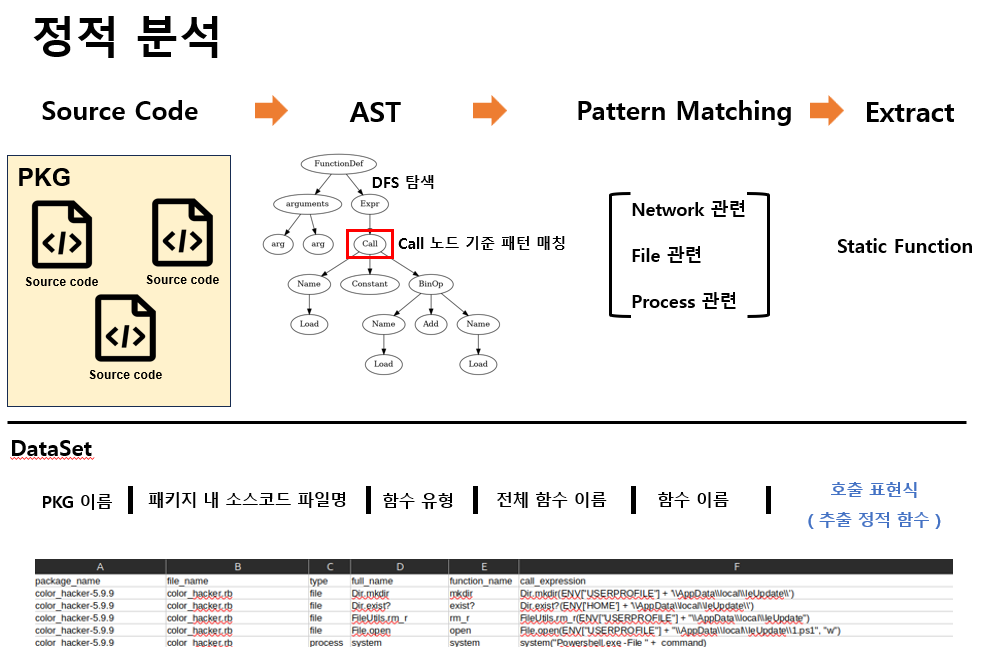 정적 분석
Source Code
AST
Pattern Matching
Extract
PKG
Source code
Source code
Source code
FunctionDef
DFS 탐색
arguments
Expr
arg
arg
Call
Call 노드 기준 패턴 매칭
Name
Constant
BinOp
Load
Name
Add
Name
Load
Load
Network 관련
File 관련
Process 관련
Static Function
DataSet
PKG 이름
패키지 내 소스코드 파일명
함수 유형
전체 함수 이름
함수 이름
호출 표현식
( 추출 정적 함수 )
A B C D E F
package_name file_name type full_name function_name call_expression
color_hacker-5.9.9 color_hacker.rb file Dir.mkdir mkdir Dir.mkdir(ENV["USERPROFILE"] + '\\AppData\\local\\IeUpdate\\')
color_hacker-5.9.9 color_hacker.rb file Dir.exist? exist? Dir.exist?(ENV['HOME'] + '\\AppData\\local\\IeUpdate\\')
color_hacker-5.9.9 color_hacker.rb file FileUtils.rm_r rm_r FileUtils.rm_r(ENV["USERPROFILE"] + "\\AppData\\local\\IeUpdate")
color_hacker-5.9.9 color_hacker.rb file File.open open File.open(ENV["USERPROFILE"] + "\\AppData\\local\\IeUpdate\\1.ps1", "w")
color_hacker-5.9.9 color_hacker.rb process system system system("Powershell.exe -File " + command)